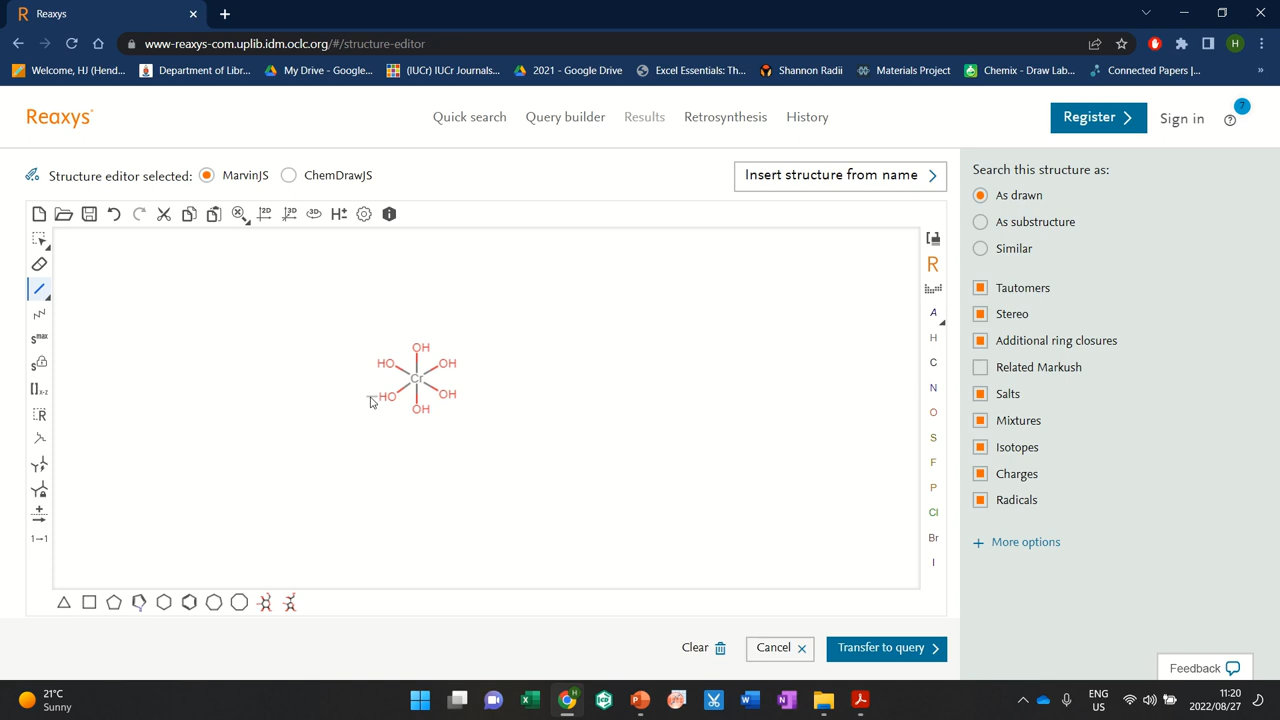 Reaxys
www-reaxys-com.uplib.idm.oclc.org/#/structure-editor
H
Welcome, HJ (Hend... Department of Libr... My Drive - Google... (IUCr) IUCr Journals... 2021 - Google Drive Excel Essentials: Th... Shannon Radii Materials Project Chemix - Draw Lab... Connected Papers |... »
Reaxys Quick search Query builder Results Retrosynthesis History Register Sign in 7
Structure editor selected: MarvinJS ChemDrawJS Insert structure from name
Search this structure as:
As drawn
As substructure
Similar
Tautomers
Stereo
Additional ring closures
Related Markush
Salts
Mixtures
Isotopes
Charges
Radicals
+ More options
2D 3D H±
R
A
H
C
N
O
S
F
P
Cl
Br
I
OH
HO OH
Cr
HO OH
OH
Clear Cancel Transfer to query
Feedback
21°C
Sunny
ENG
US
11:20
2022/08/27